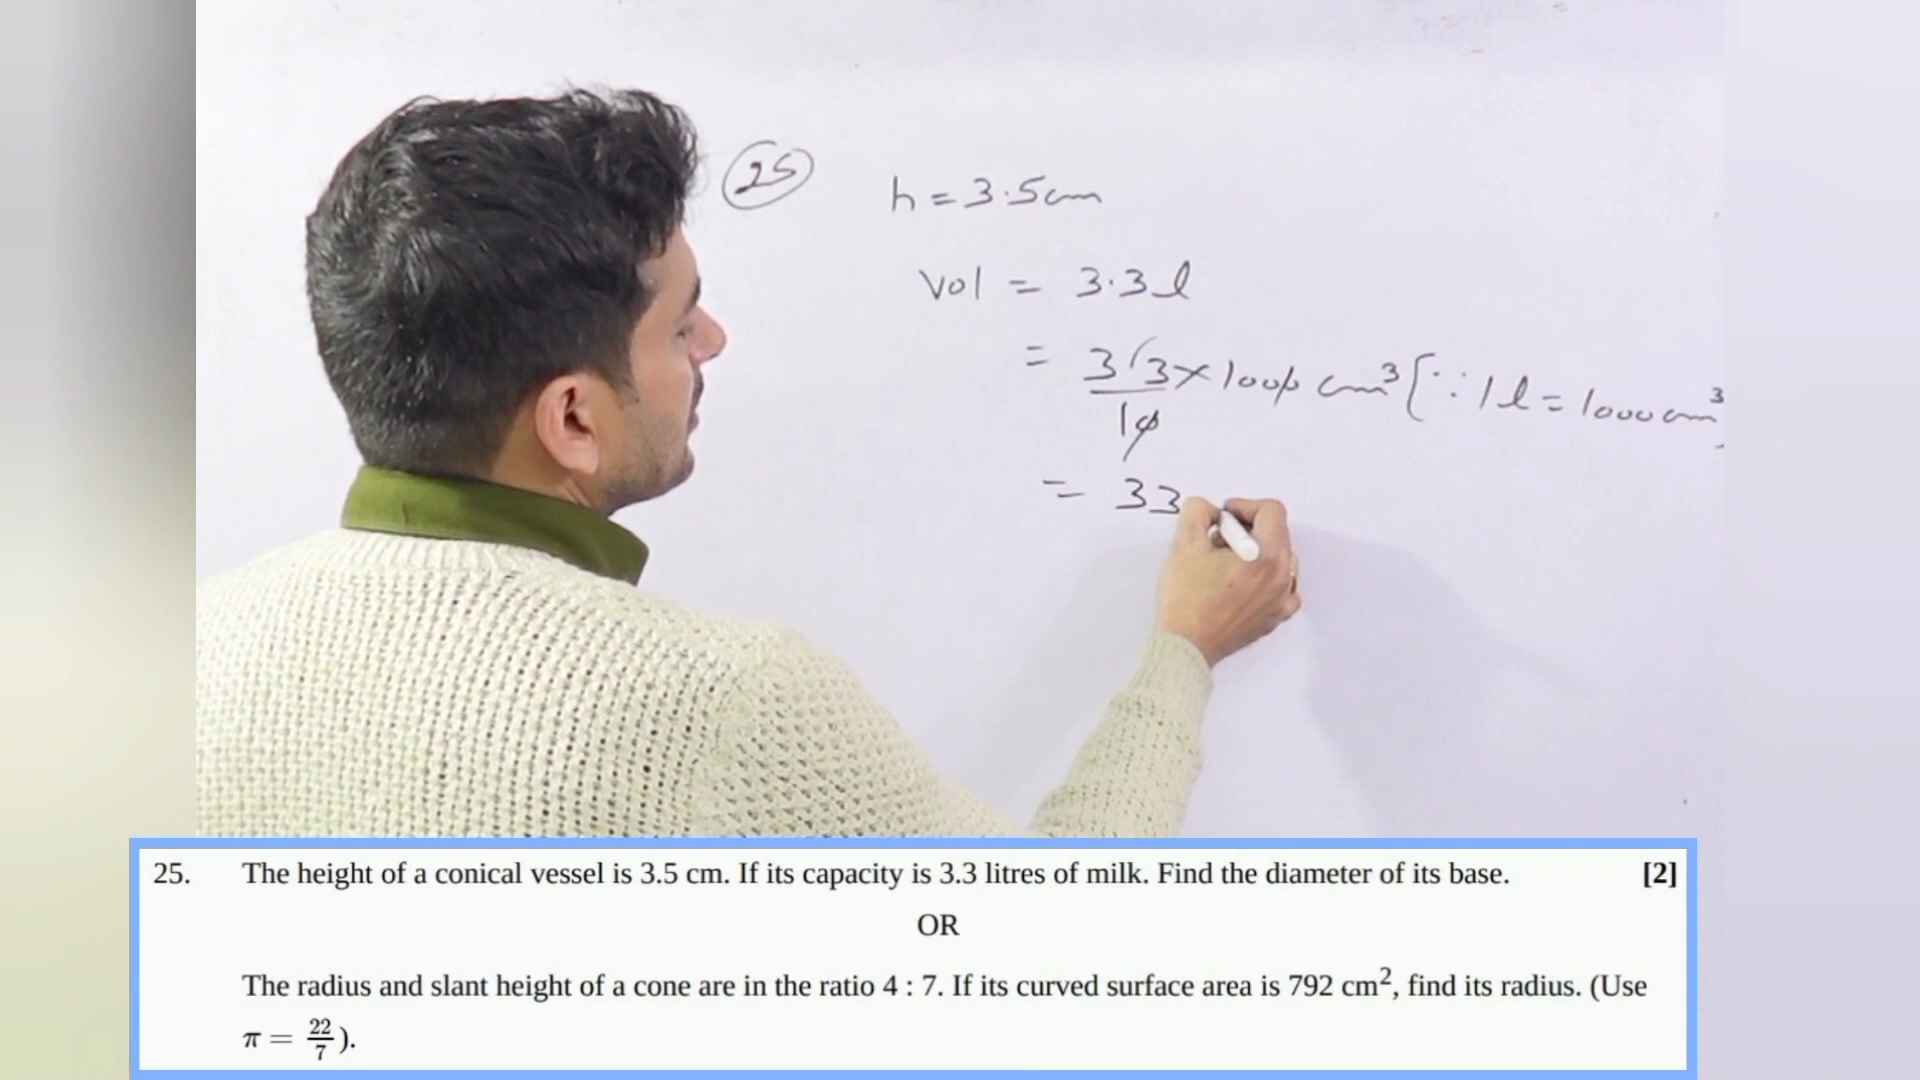 25
h = 3.5cm
Vol = 3.3 l
= 33/10 × 1000 cm³ [∵ 1 l = 1000 cm³]
= 33
25. The height of a conical vessel is 3.5 cm. If its capacity is 3.3 litres of milk. Find the diameter of its base. [2]
OR
The radius and slant height of a cone are in the ratio 4 : 7. If its curved surface area is 792 cm², find its radius. (Use
π = 22/7).